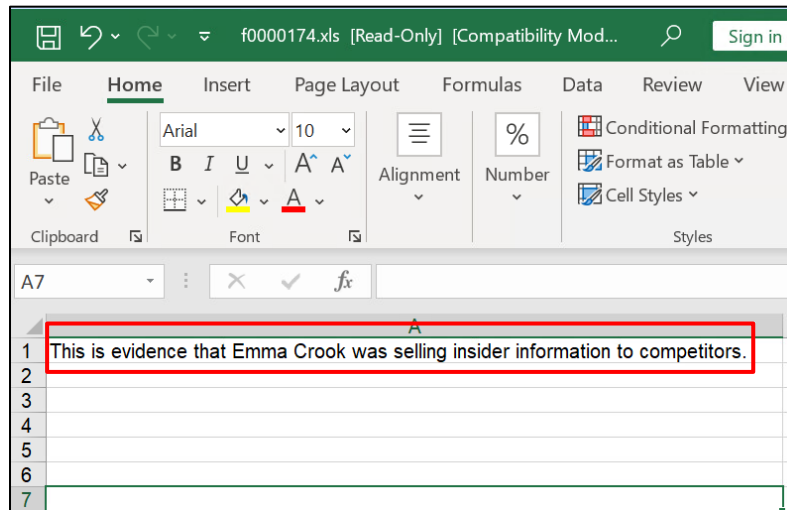 f0000174.xls [Read-Only] [Compatibility Mod... Sign in
File Home Insert Page Layout Formulas Data Review View
Paste
Clipboard
Arial 10
B I U A A
A
Font
Alignment
% Number
Conditional Formatting
Format as Table
Cell Styles
Styles
A7 fx
A
1 This is evidence that Emma Crook was selling insider information to competitors.
2
3
4
5
6
7